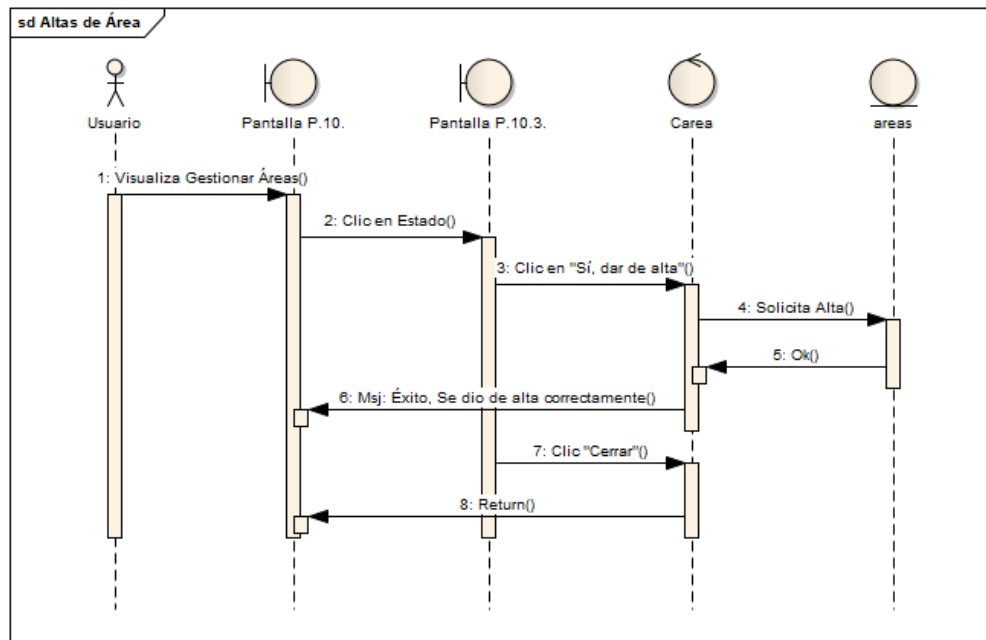 sd Altas de Área
Usuario
Pantalla P.10.
Pantalla P.10.3.
Carea
areas
1: Visualiza Gestionar Áreas()
2: Clic en Estado()
3: Clic en "Sí, dar de alta"()
4: Solicita Alta()
5: Ok()
6: Msj: Éxito, Se dio de alta correctamente()
7: Clic "Cerrar"()
8: Return()